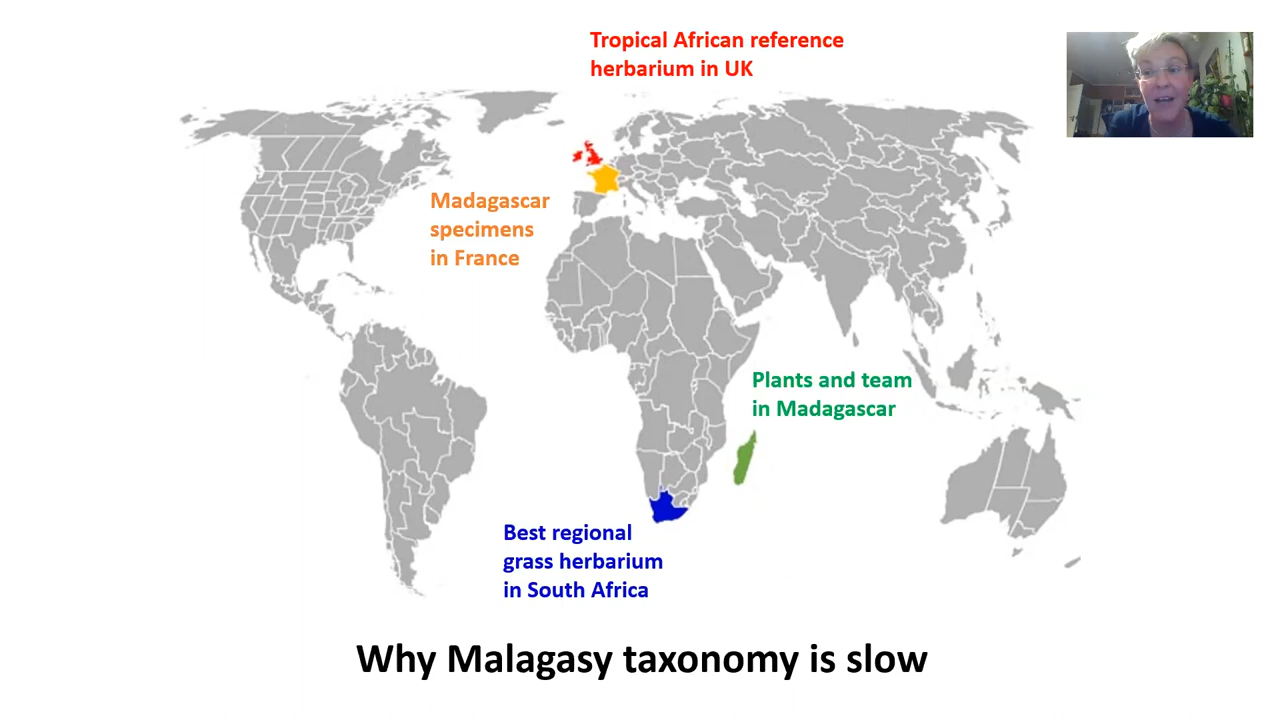 Tropical African reference
herbarium in UK
Madagascar
specimens
in France
Plants and team
in Madagascar
Best regional
grass herbarium
in South Africa
Why Malagasy taxonomy is slow